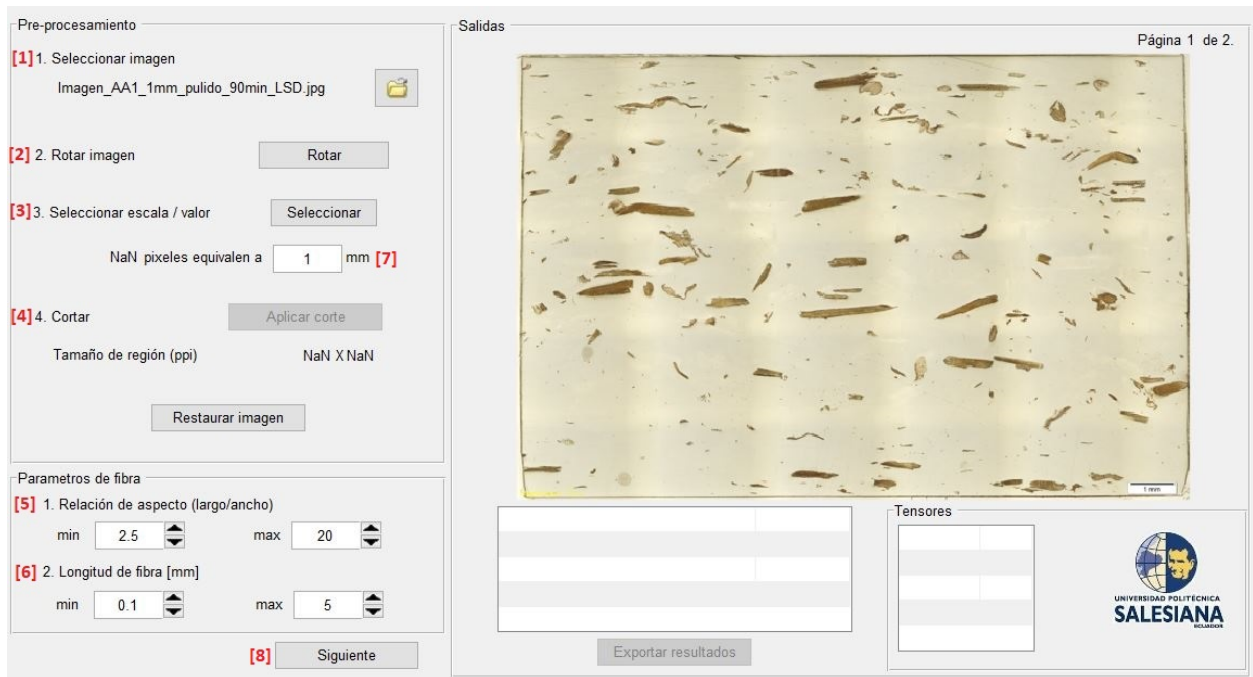 Pre-procesamiento
[1] 1. Seleccionar imagen
Imagen_AA1_1mm_pulido_90min_LSD.jpg
[2] 2. Rotar imagen Rotar
[3] 3. Seleccionar escala / valor Seleccionar
NaN pixeles equivalen a 1 mm [7]
[4] 4. Cortar Aplicar corte
Tamaño de región (ppi) NaN X NaN
Restaurar imagen
Parametros de fibra
[5] 1. Relación de aspecto (largo/ancho)
min 2.5 max 20
[6] 2. Longitud de fibra [mm]
min 0.1 max 5
[8] Siguiente
Salidas
Página 1 de 2.
1 mm
Exportar resultados
Tensores
UNIVERSIDAD POLITÉCNICA
SALESIANA
ECUADOR